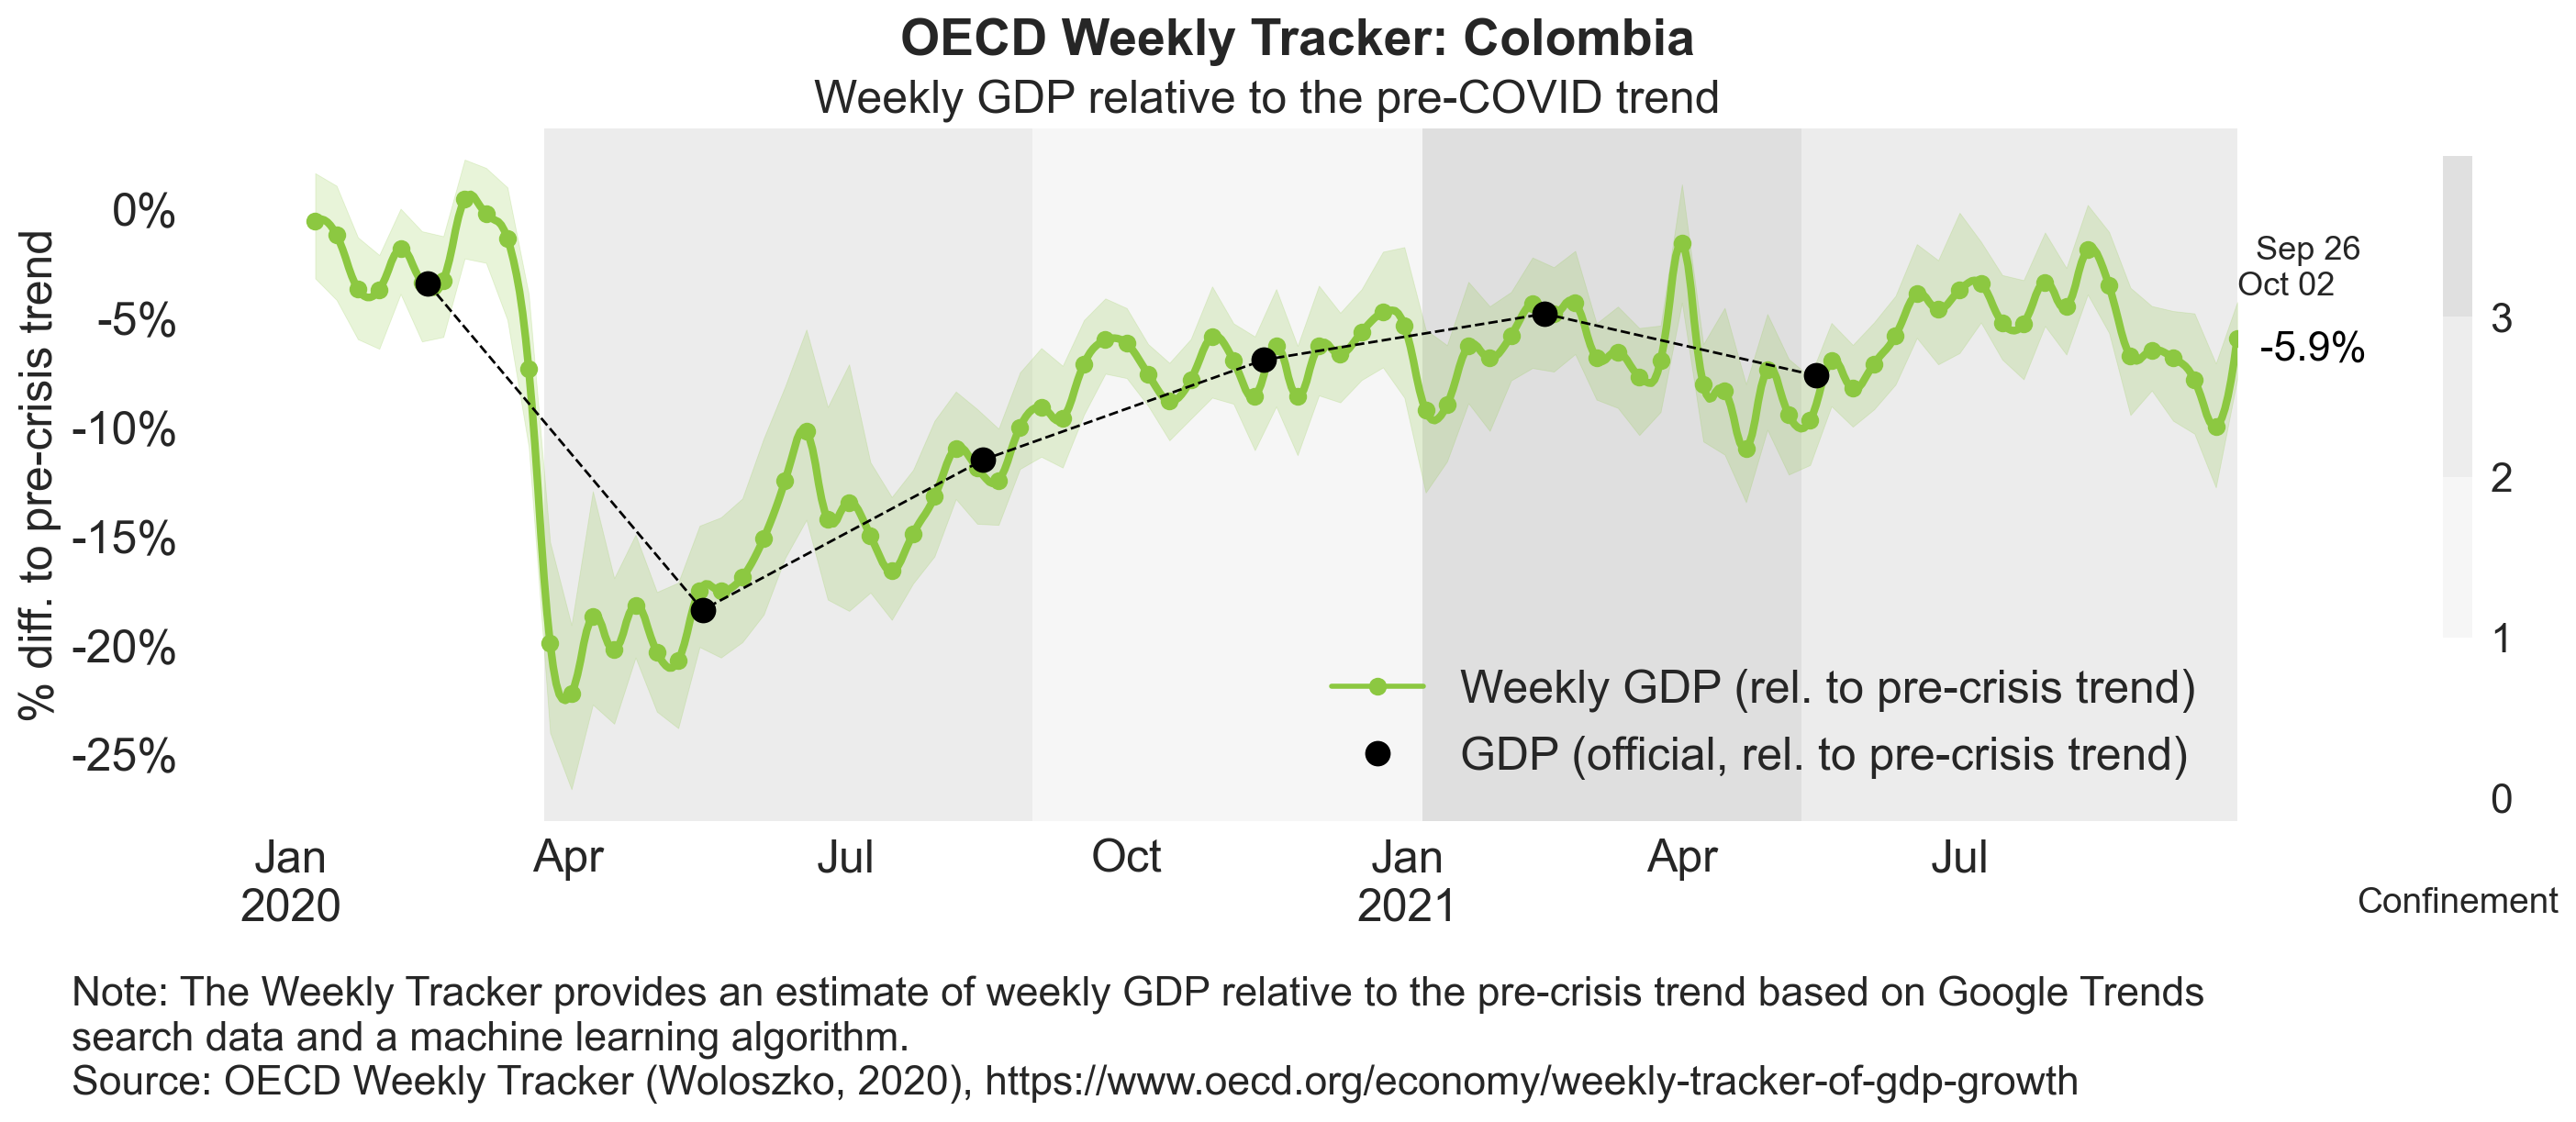 OECD Weekly Tracker: Colombia
Weekly GDP relative to the pre-COVID trend
% diff. to pre-crisis trend
0%
-5%
-10%
-15%
-20%
-25%
Sep 26
Oct 02
-5.9%
Weekly GDP (rel. to pre-crisis trend)
GDP (official, rel. to pre-crisis trend)
3
2
1
0
Confinement
Jan Apr Jul Oct Jan Apr Jul
2020 2021
Note: The Weekly Tracker provides an estimate of weekly GDP relative to the pre-crisis trend based on Google Trends
search data and a machine learning algorithm.
Source: OECD Weekly Tracker (Woloszko, 2020), https://www.oecd.org/economy/weekly-tracker-of-gdp-growth